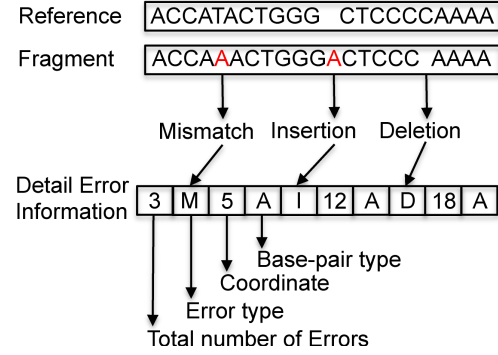 Reference ACCATACTGGG CTCCCCAAAA
Fragment ACCAAACTGGGACTCCC AAAA
Mismatch Insertion Deletion
Detail Error
Information
3 M 5 A I 12 A D 18 A
Base-pair type
Coordinate
Error type
Total number of Errors